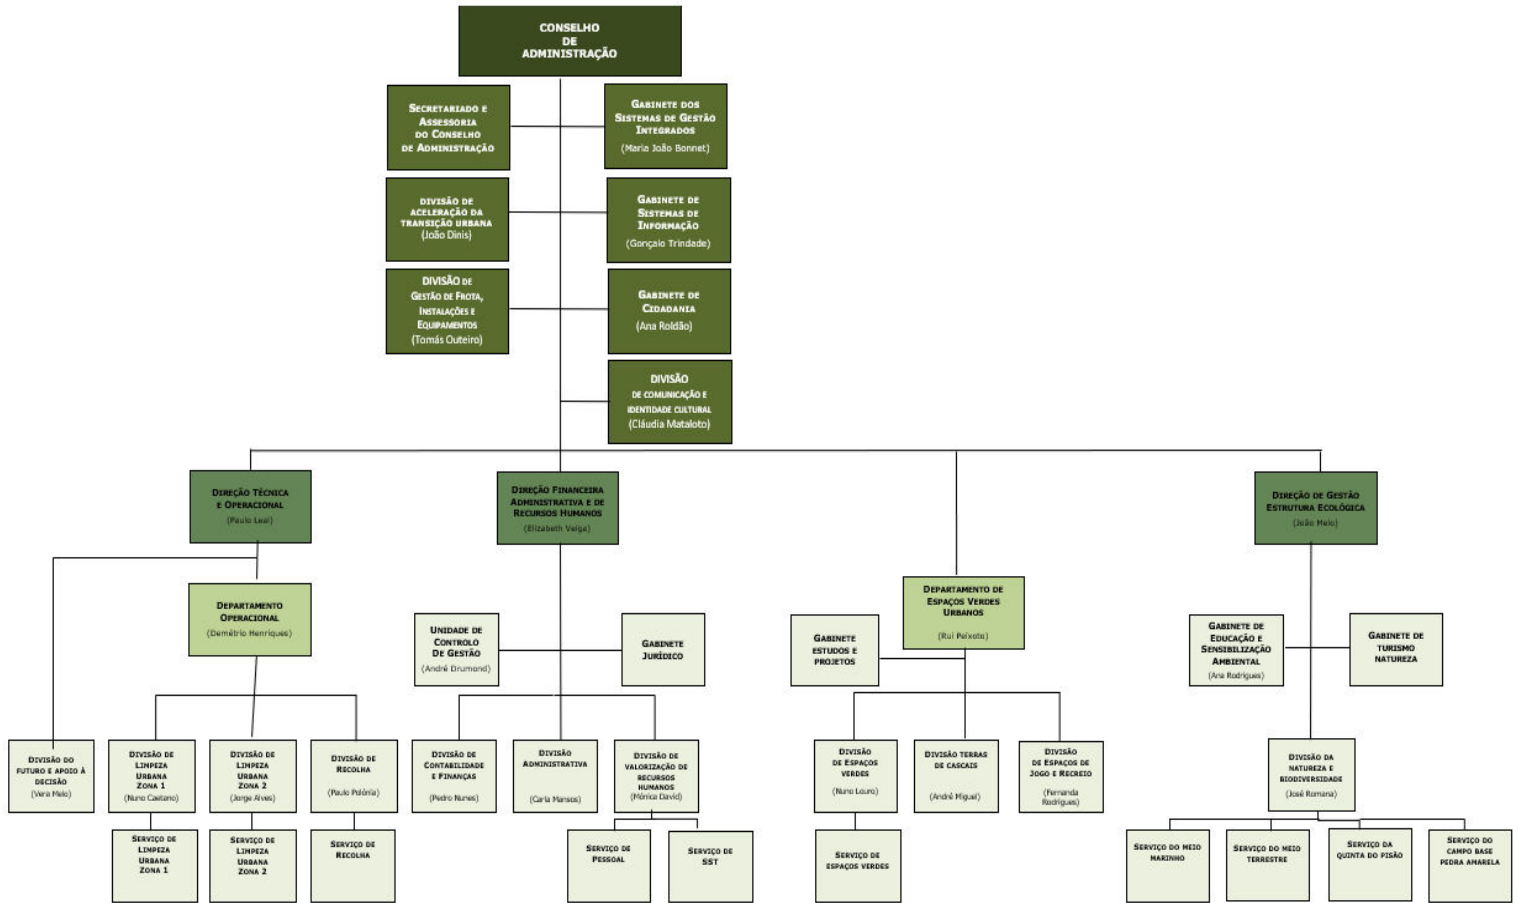 CONSELHO
DE
ADMINISTRAÇÃO
SECRETARIADO E
ASSESSORIA
DO CONSELHO
DE ADMINISTRAÇÃO
GABINETE DOS
SISTEMAS DE GESTÃO
INTEGRADOS
(Maria João Bonnet)
DIVISÃO DE
ACELERAÇÃO DA
TRANSIÇÃO URBANA
(João Dinis)
GABINETE DE
SISTEMAS DE
INFORMAÇÃO
(Gonçalo Trindade)
DIVISÃO DE
GESTÃO DE FROTA,
INSTALAÇÕES E
EQUIPAMENTOS
(Tomás Outeiro)
GABINETE DE
CIDADANIA
(Ana Roldão)
DIVISÃO
DE COMUNICAÇÃO E
IDENTIDADE CULTURAL
(Cláudia Mataloto)
DIREÇÃO TÉCNICA
E OPERACIONAL
(Paulo Leal)
DIREÇÃO FINANCEIRA
ADMINISTRATIVA E DE
RECURSOS HUMANOS
(Elizabeth Veiga)
DIREÇÃO DE GESTÃO
ESTRUTURA ECOLÓGICA
(João Melo)
DEPARTAMENTO
OPERACIONAL
(Demétrio Henriques)
DEPARTAMENTO DE
ESPAÇOS VERDES
URBANOS
(Rui Peixoto)
UNIDADE DE
CONTROLO
DE GESTÃO
(André Drumond)
GABINETE
JURÍDICO
GABINETE
ESTUDOS E
PROJETOS
GABINETE DE
EDUCAÇÃO E
SENSIBILIZAÇÃO
AMBIENTAL
(Ana Rodrigues)
GABINETE DE
TURISMO
NATUREZA
DIVISÃO DO
FUTURO E APOIO À
DECISÃO
(Vera Melo)
DIVISÃO DE
LIMPEZA
URBANA
ZONA 1
(Nuno Caetano)
DIVISÃO DE
LIMPEZA
URBANA
ZONA 2
(Jorge Alves)
DIVISÃO DE
RECOLHA
(Paulo Polónia)
DIVISÃO DE
CONTABILIDADE
E FINANÇAS
(Pedro Nunes)
DIVISÃO
ADMINISTRATIVA
(Carla Mansos)
DIVISÃO DE
VALORIZAÇÃO DE
RECURSOS
HUMANOS
(Mónica David)
DIVISÃO
DE ESPAÇOS
VERDES
(Nuno Louro)
DIVISÃO TERRAS
DE CASCAIS
(André Miguel)
DIVISÃO
DE ESPAÇOS DE
JOGO E RECREIO
(Fernanda
Rodrigues)
DIVISÃO DA
NATUREZA E
BIODIVERSIDADE
(José Romana)
SERVIÇO DE
LIMPEZA
URBANA
ZONA 1
SERVIÇO DE
LIMPEZA
URBANA
ZONA 2
SERVIÇO DE
RECOLHA
SERVIÇO DE
PESSOAL
SERVIÇO DE
SST
SERVIÇO DE
ESPAÇOS VERDES
SERVIÇO DO MEIO
MARINHO
SERVIÇO DO MEIO
TERRESTRE
SERVIÇO DA
QUINTA DO PISÃO
SERVIÇO DO
CAMPO BASE
PEDRA AMARELA